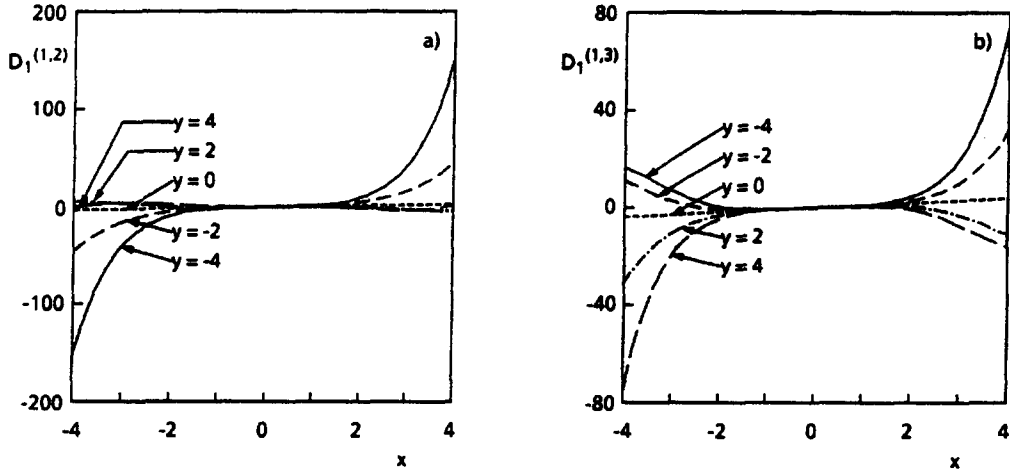 200
a)
D₁⁽¹,²⁾
100
y = 4
y = 2
y = 0
0
y = -2
y = -4
-100
-200
-4
-2
0
2
4
x
80
b)
D₁⁽¹,³⁾
40
y = -4
y = -2
y = 0
0
y = 2
y = 4
-40
-80
-4
-2
0
2
4
x